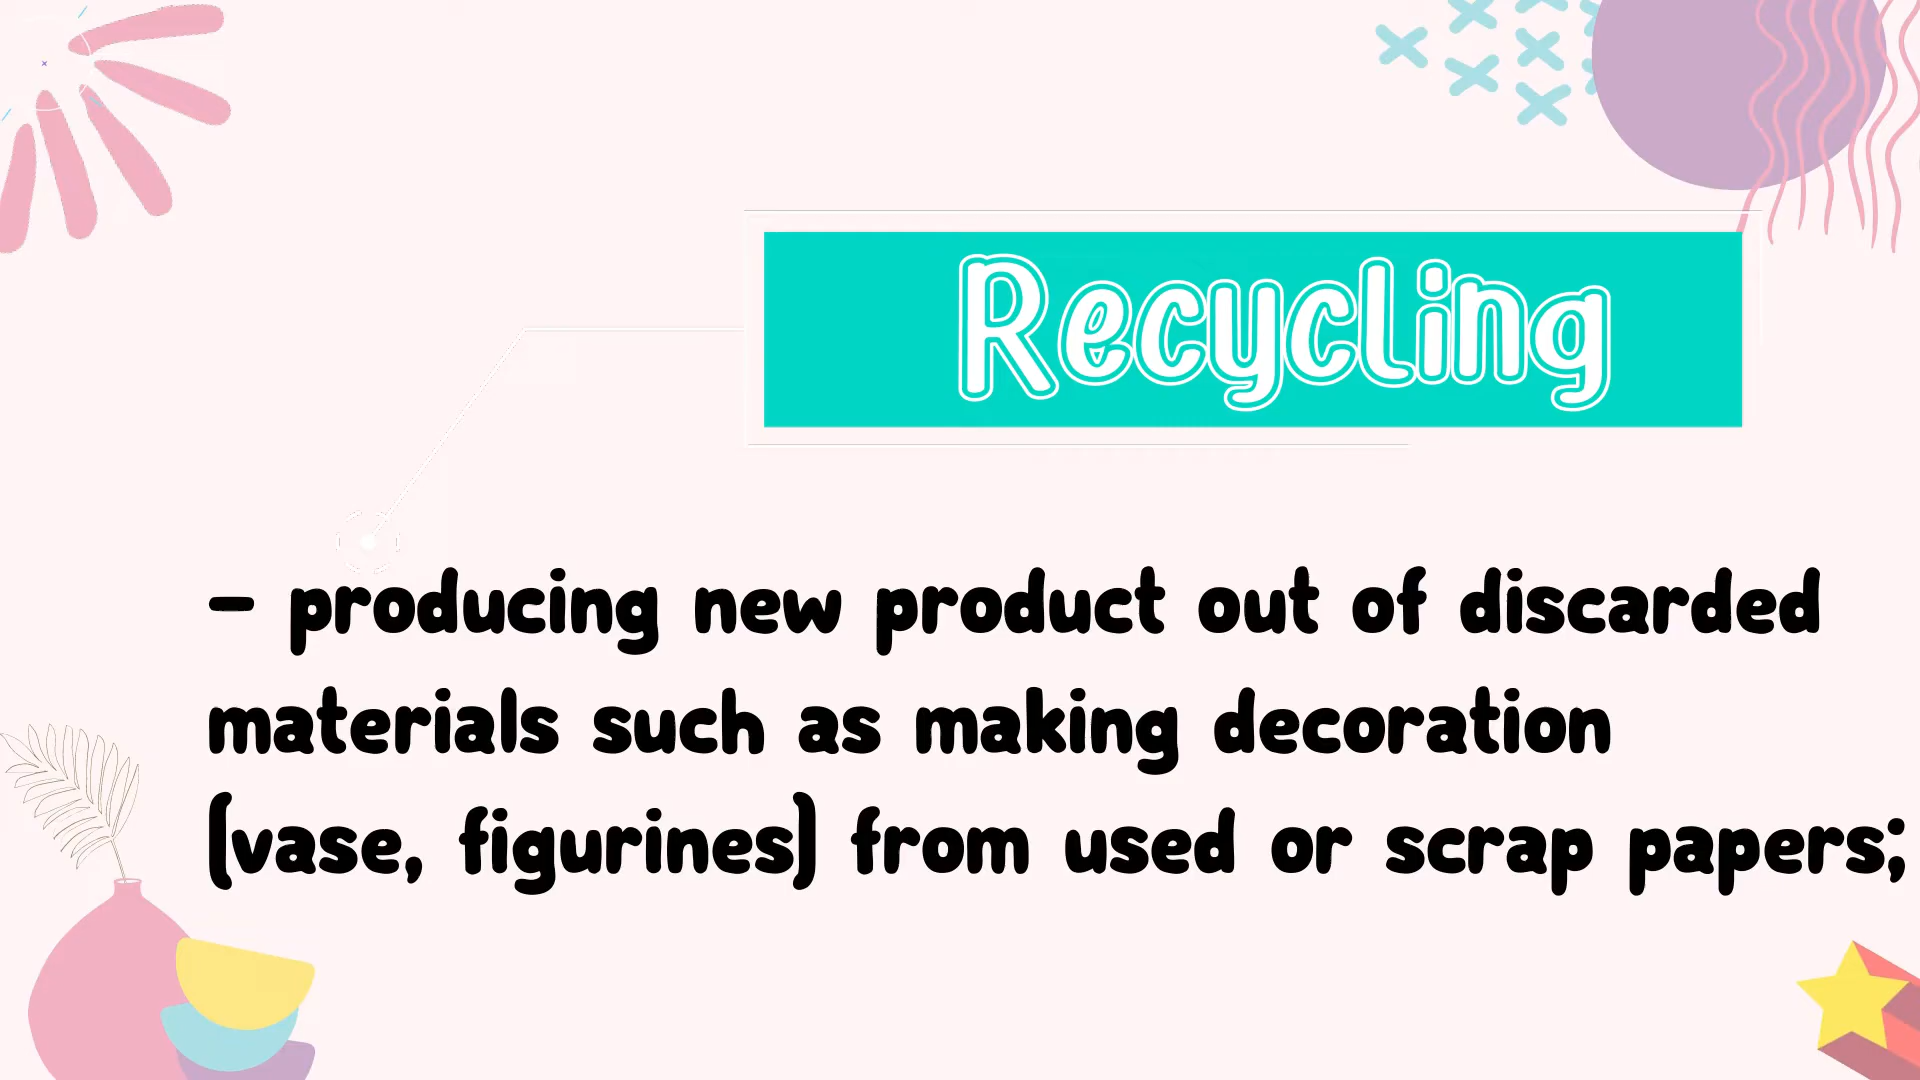 Recycling
- producing new product out of discarded
materials such as making decoration
(vase, figurines) from used or scrap papers;